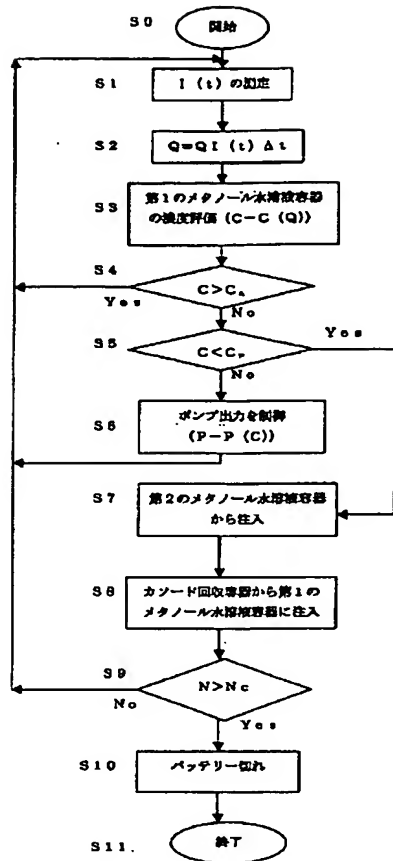 S0 開始
S1 I (t) の測定
S2 Q=QI (t) Δt
S3 第1のメタノール水溶液容器
の濃度評価 (C-C (Q))
S4 C>C
Yes
No
S5 C<C
Yes
No
S6 ポンプ出力を制御
(P-P (C))
S7 第2のメタノール水溶液容器
から注入
S8 カソード回収容器から第1の
メタノール水溶液容器に注入
S9 N>Nc
No
Yes
S10 バッテリー切れ
S11. 終了